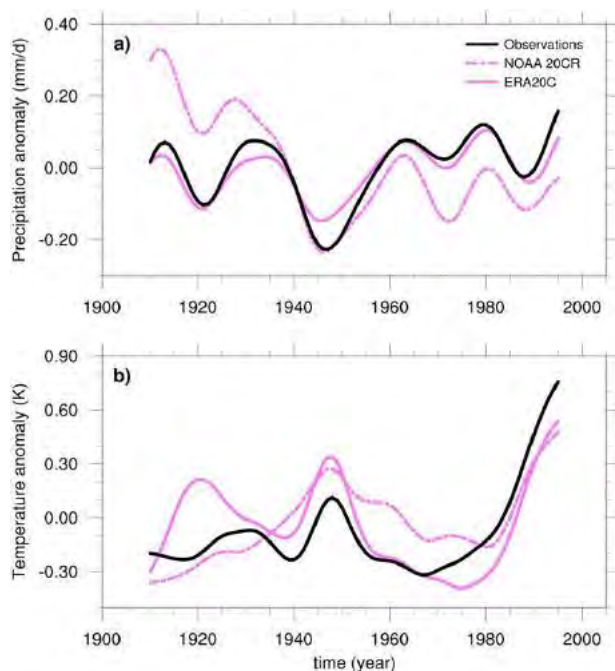 0.40
a)
Observations
NOAA 20CR
ERA20C
0.20
0.00
-0.20
Precipitation anomaly (mm/d)
1900 1920 1940 1960 1980 2000
0.90
b)
0.60
0.30
0.00
-0.30
Temperature anomaly (K)
1900 1920 1940 1960 1980 2000
time (year)